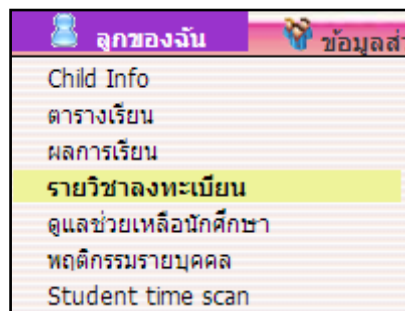 ลูกของฉัน ข้อมูลส่
Child Info
ตารางเรียน
ผลการเรียน
รายวิชาลงทะเบียน
ดูแลช่วยเหลือนักศึกษา
พฤติกรรมรายบุคคล
Student time scan